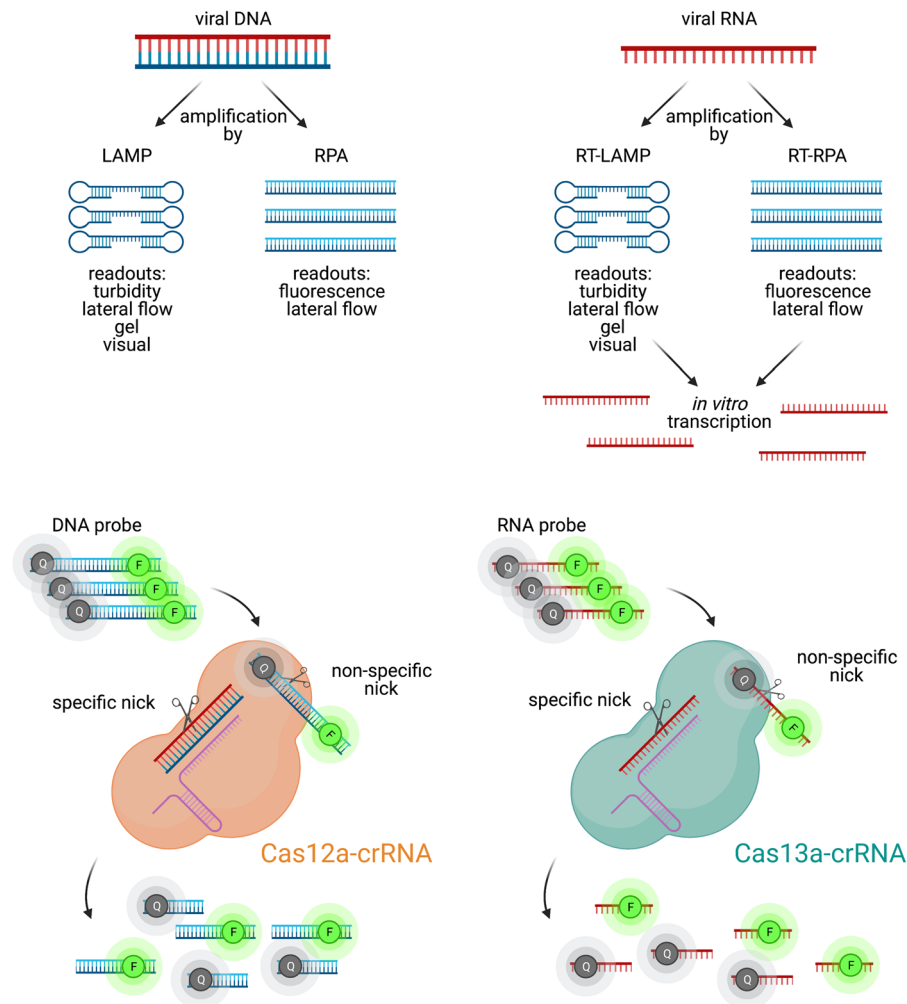 viral DNA
amplification
by
LAMP
RPA
readouts:
turbidity
lateral flow
gel
visual
readouts:
fluorescence
lateral flow
viral RNA
amplification
by
RT-LAMP
RT-RPA
readouts:
turbidity
lateral flow
gel
visual
readouts:
fluorescence
lateral flow
in vitro
transcription
DNA probe
Q
F
Q
F
Q
F
specific nick
Q
F
non-specific
nick
Cas12a-crRNA
Q
F
F
F
Q
Q
RNA probe
Q
F
Q
F
Q
F
specific nick
Q
F
non-specific
nick
Cas13a-crRNA
F
Q
Q
F
Q
F